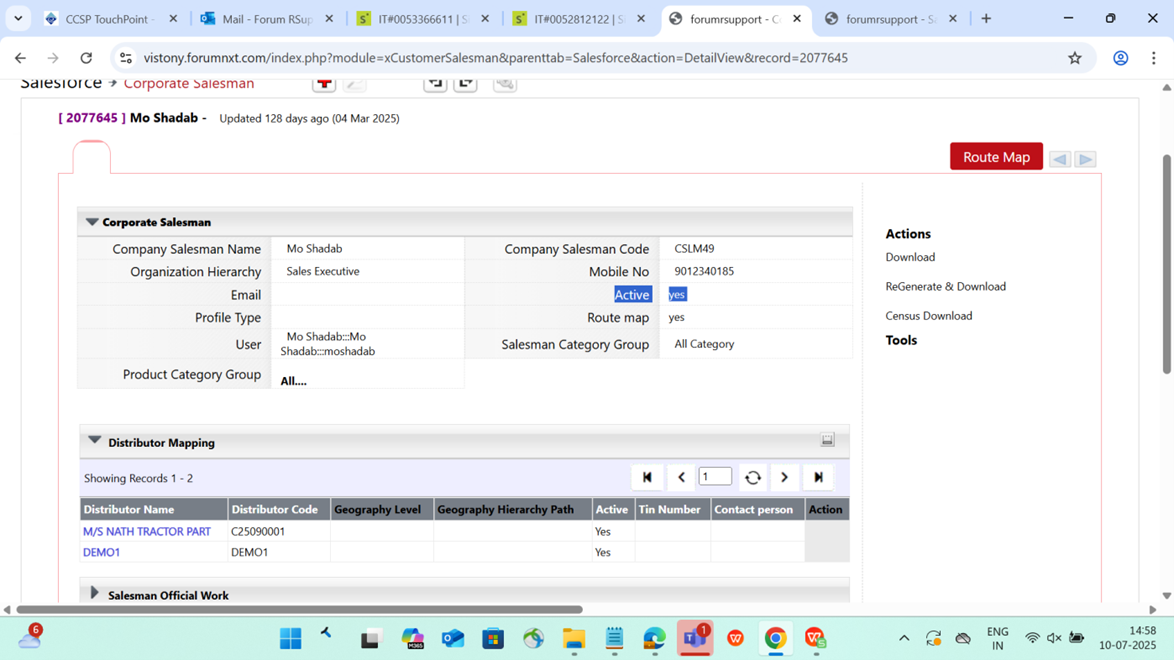 CCSP TouchPoint -
Mail - Forum RSup
IT#0053366611 | S
IT#0052812122 | S
forumrsupport - C
forumrsupport - S
vistony.forumnxt.com/index.php?module=xCustomerSalesman&parenttab=Salesforce&action=DetailView&record=2077645
Salesforce Corporate Salesman
[ 2077645 ] Mo Shadab - Updated 128 days ago (04 Mar 2025)
Route Map
Corporate Salesman
Company Salesman Name Mo Shadab Company Salesman Code CSLM49
Organization Hierarchy Sales Executive Mobile No 9012340185
Email Active yes
Profile Type Route map yes
User Mo Shadab:::Mo
Shadab:::moshadab
Salesman Category Group All Category
Product Category Group All....
Actions
Download
ReGenerate & Download
Census Download
Tools
Distributor Mapping
Showing Records 1 - 2
1
Distributor Name Distributor Code Geography Level Geography Hierarchy Path Active Tin Number Contact person Action
M/S NATH TRACTOR PART C25090001 Yes
DEMO1 DEMO1 Yes
Salesman Official Work
6
M365
1
ENG
IN
14:58
10-07-2025